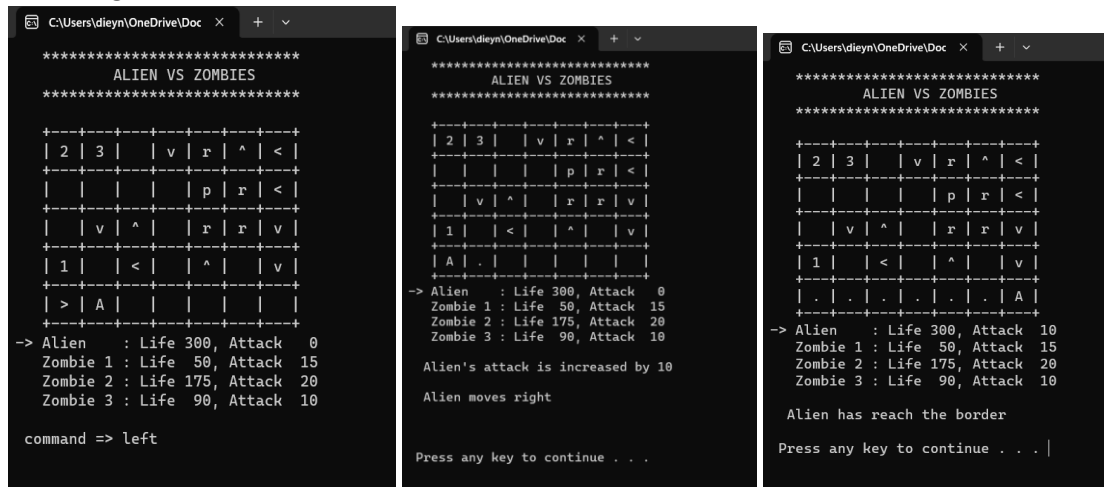 C:\Users\dieyn\OneDrive\Doc × + ∨
*****************************
ALIEN VS ZOMBIES
*****************************
+---+---+---+---+---+---+---+
| 2 | 3 |   | v | r | ^ | < |
+---+---+---+---+---+---+---+
|   |   |   |   | p | r | < |
+---+---+---+---+---+---+---+
|   | v | ^ |   | r | r | v |
+---+---+---+---+---+---+---+
| 1 |   | < |   | ^ |   | v |
+---+---+---+---+---+---+---+
| > | A |   |   |   |   |   |
+---+---+---+---+---+---+---+
-> Alien    : Life 300, Attack   0
Zombie 1 : Life  50, Attack  15
Zombie 2 : Life 175, Attack  20
Zombie 3 : Life  90, Attack  10
command => left
C:\Users\dieyn\OneDrive\Doc × + ∨
*****************************
ALIEN VS ZOMBIES
*****************************
+---+---+---+---+---+---+---+
| 2 | 3 |   | v | r | ^ | < |
+---+---+---+---+---+---+---+
|   |   |   |   | p | r | < |
+---+---+---+---+---+---+---+
|   | v | ^ |   | r | r | v |
+---+---+---+---+---+---+---+
| 1 |   | < |   | ^ |   | v |
+---+---+---+---+---+---+---+
| A | . |   |   |   |   |   |
+---+---+---+---+---+---+---+
-> Alien    : Life 300, Attack   0
Zombie 1 : Life  50, Attack  15
Zombie 2 : Life 175, Attack  20
Zombie 3 : Life  90, Attack  10
Alien's attack is increased by 10
Alien moves right
Press any key to continue . . .
C:\Users\dieyn\OneDrive\Doc × + ∨
*****************************
ALIEN VS ZOMBIES
*****************************
+---+---+---+---+---+---+---+
| 2 | 3 |   | v | r | ^ | < |
+---+---+---+---+---+---+---+
|   |   |   |   | p | r | < |
+---+---+---+---+---+---+---+
|   | v | ^ |   | r | r | v |
+---+---+---+---+---+---+---+
| 1 |   | < |   | ^ |   | v |
+---+---+---+---+---+---+---+
| . | . | . | . | . | . | A |
+---+---+---+---+---+---+---+
-> Alien    : Life 300, Attack  10
Zombie 1 : Life  50, Attack  15
Zombie 2 : Life 175, Attack  20
Zombie 3 : Life  90, Attack  10
Alien has reach the border
Press any key to continue . . .